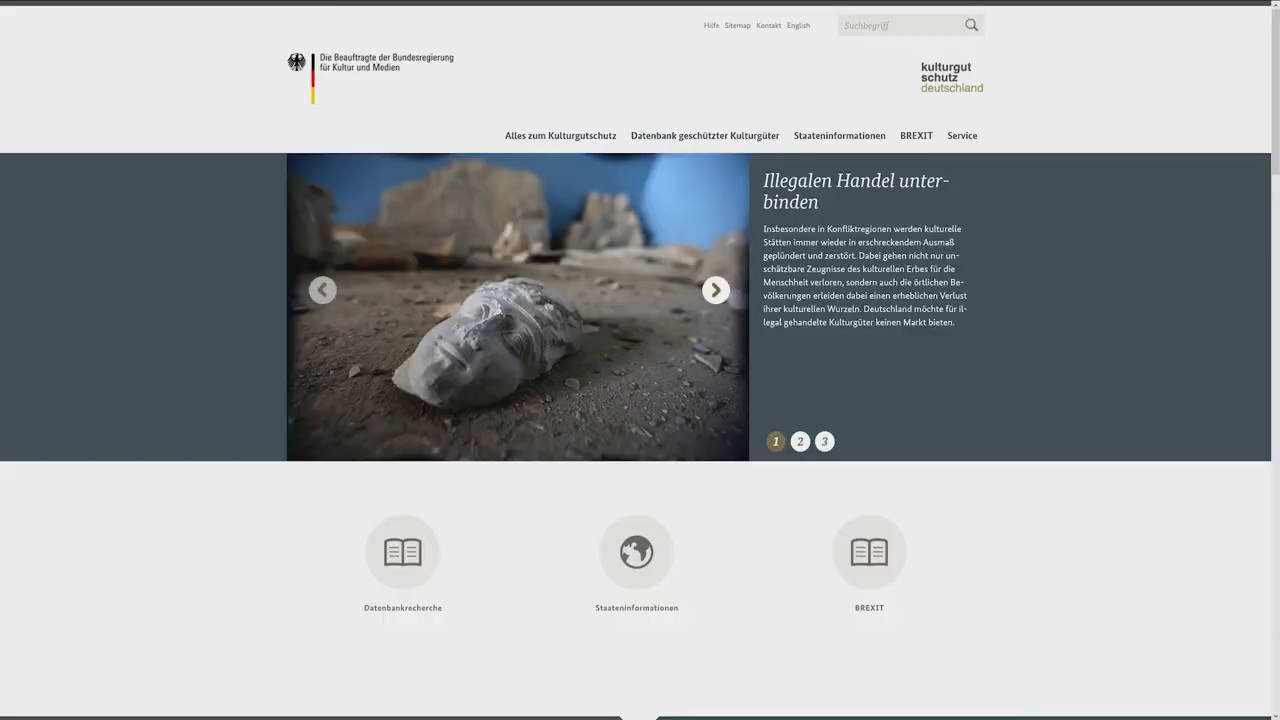 Hilfe Sitemap Kontakt English
Suchbegriff
Die Beauftragte der Bundesregierung
für Kultur und Medien
kulturgut
schutz
deutschland
Alles zum Kulturgutschutz Datenbank geschützter Kulturgüter Staateninformationen BREXIT Service
Illegalen Handel unter-
binden
Insbesondere in Konfliktregionen werden kulturelle
Stätten immer wieder in erschreckendem Ausmaß
geplündert und zerstört. Dabei gehen nicht nur un-
schätzbare Zeugnisse des kulturellen Erbes für die
Menschheit verloren, sondern auch die örtlichen Be-
völkerungen erleiden dabei einen erheblichen Verlust
ihrer kulturellen Wurzeln. Deutschland möchte für il-
legal gehandelte Kulturgüter keinen Markt bieten.
1 2 3
Datenbankrecherche Staateninformationen BREXIT